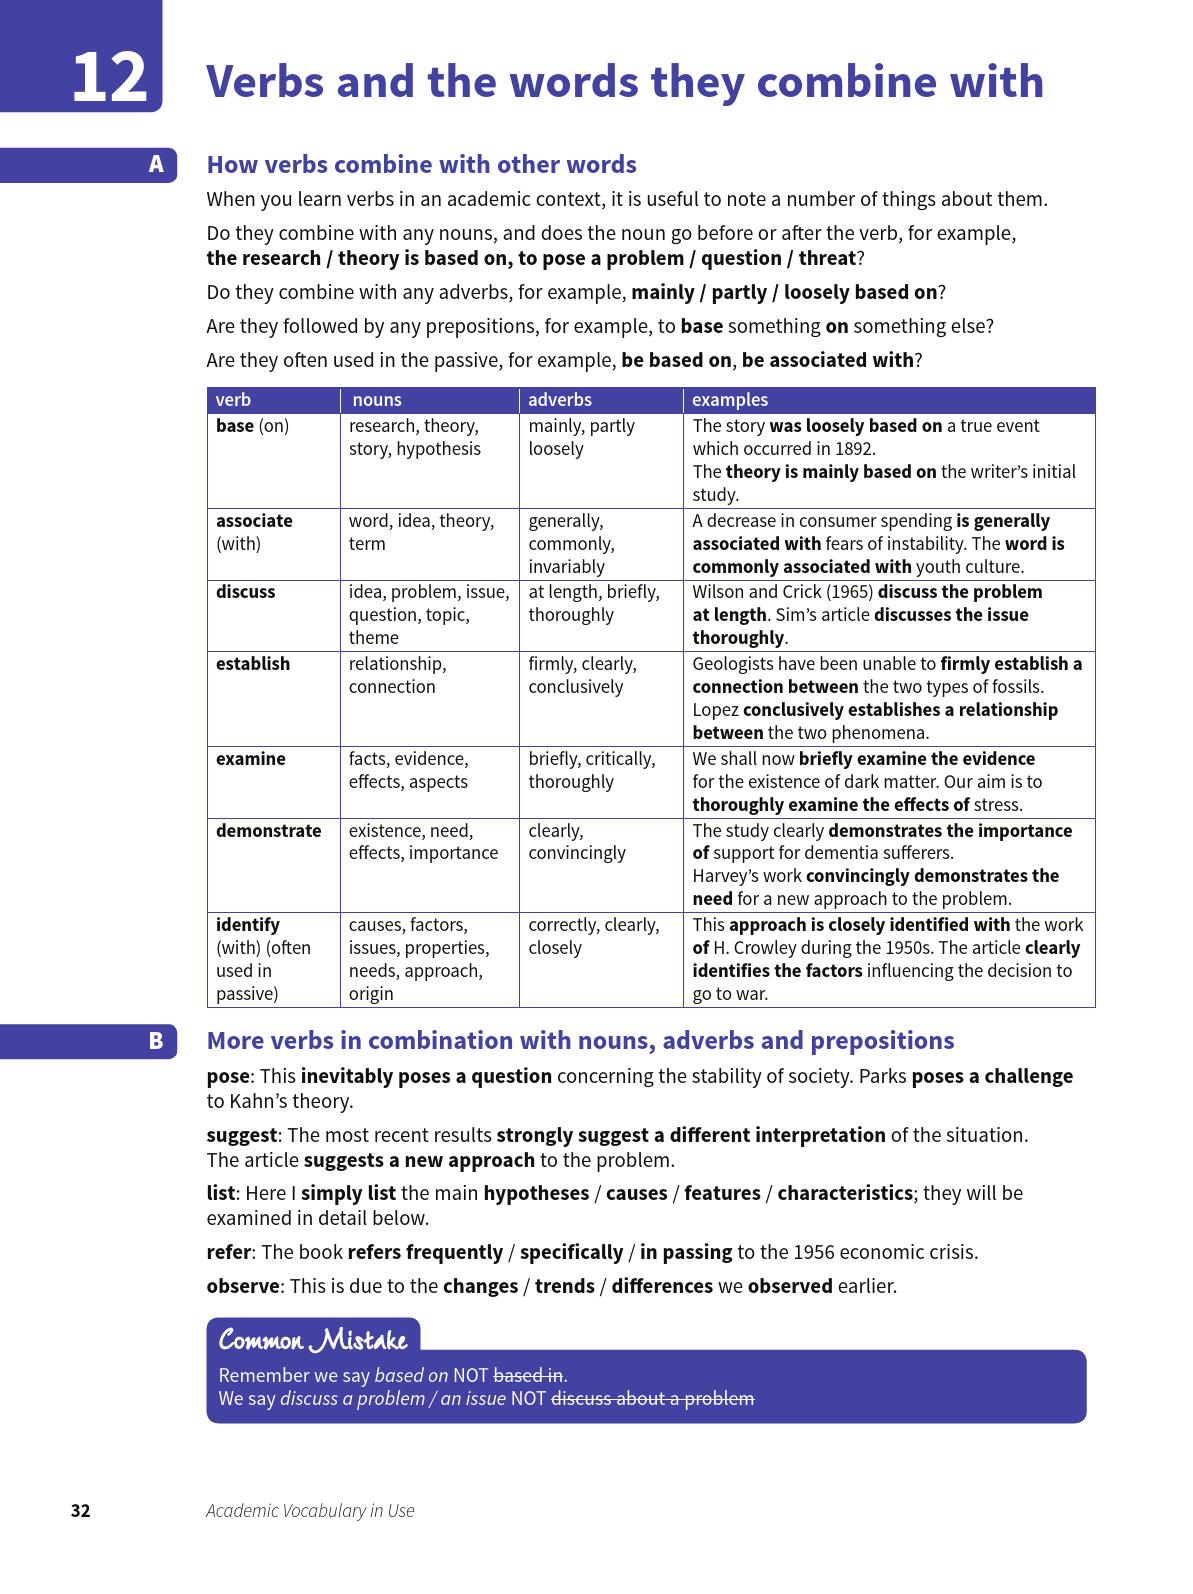 12
Verbs and the words they combine with
A
How verbs combine with other words
When you learn verbs in an academic context, it is useful to note a number of things about them.
Do they combine with any nouns, and does the noun go before or after the verb, for example,
the research / theory is based on, to pose a problem / question / threat?
Do they combine with any adverbs, for example, mainly / partly / loosely based on?
Are they followed by any prepositions, for example, to base something on something else?
Are they often used in the passive, for example, be based on, be associated with?
verb nouns adverbs examples
base (on)
research, theory,
story, hypothesis
mainly, partly
loosely
The story was loosely based on a true event
which occurred in 1892.
The theory is mainly based on the writer's initial
study.
associate
(with)
word, idea, theory,
term
generally,
commonly,
invariably
A decrease in consumer spending is generally
associated with fears of instability. The word is
commonly associated with youth culture.
discuss
idea, problem, issue,
question, topic,
theme
at length, briefly,
thoroughly
Wilson and Crick (1965) discuss the problem
at length. Sim's article discusses the issue
thoroughly.
establish
relationship,
connection
firmly, clearly,
conclusively
Geologists have been unable to firmly establish a
connection between the two types of fossils.
Lopez conclusively establishes a relationship
between the two phenomena.
examine
facts, evidence,
effects, aspects
briefly, critically,
thoroughly
We shall now briefly examine the evidence
for the existence of dark matter. Our aim is to
thoroughly examine the effects of stress.
demonstrate
existence, need,
effects, importance
clearly,
convincingly
The study clearly demonstrates the importance
of support for dementia sufferers.
Harvey's work convincingly demonstrates the
need for a new approach to the problem.
identify
(with) (often
used in
passive)
causes, factors,
issues, properties,
needs, approach,
origin
correctly, clearly,
closely
This approach is closely identified with the work
of H. Crowley during the 1950s. The article clearly
identifies the factors influencing the decision to
go to war.
B
More verbs in combination with nouns, adverbs and prepositions
pose: This inevitably poses a question concerning the stability of society. Parks poses a challenge
to Kahn's theory.
suggest: The most recent results strongly suggest a different interpretation of the situation.
The article suggests a new approach to the problem.
list: Here I simply list the main hypotheses / causes / features / characteristics; they will be
examined in detail below.
refer: The book refers frequently / specifically / in passing to the 1956 economic crisis.
observe: This is due to the changes / trends / differences we observed earlier.
Common Mistake
Remember we say based on NOT based in.
We say discuss a problem / an issue NOT discuss about a problem
32
Academic Vocabulary in Use